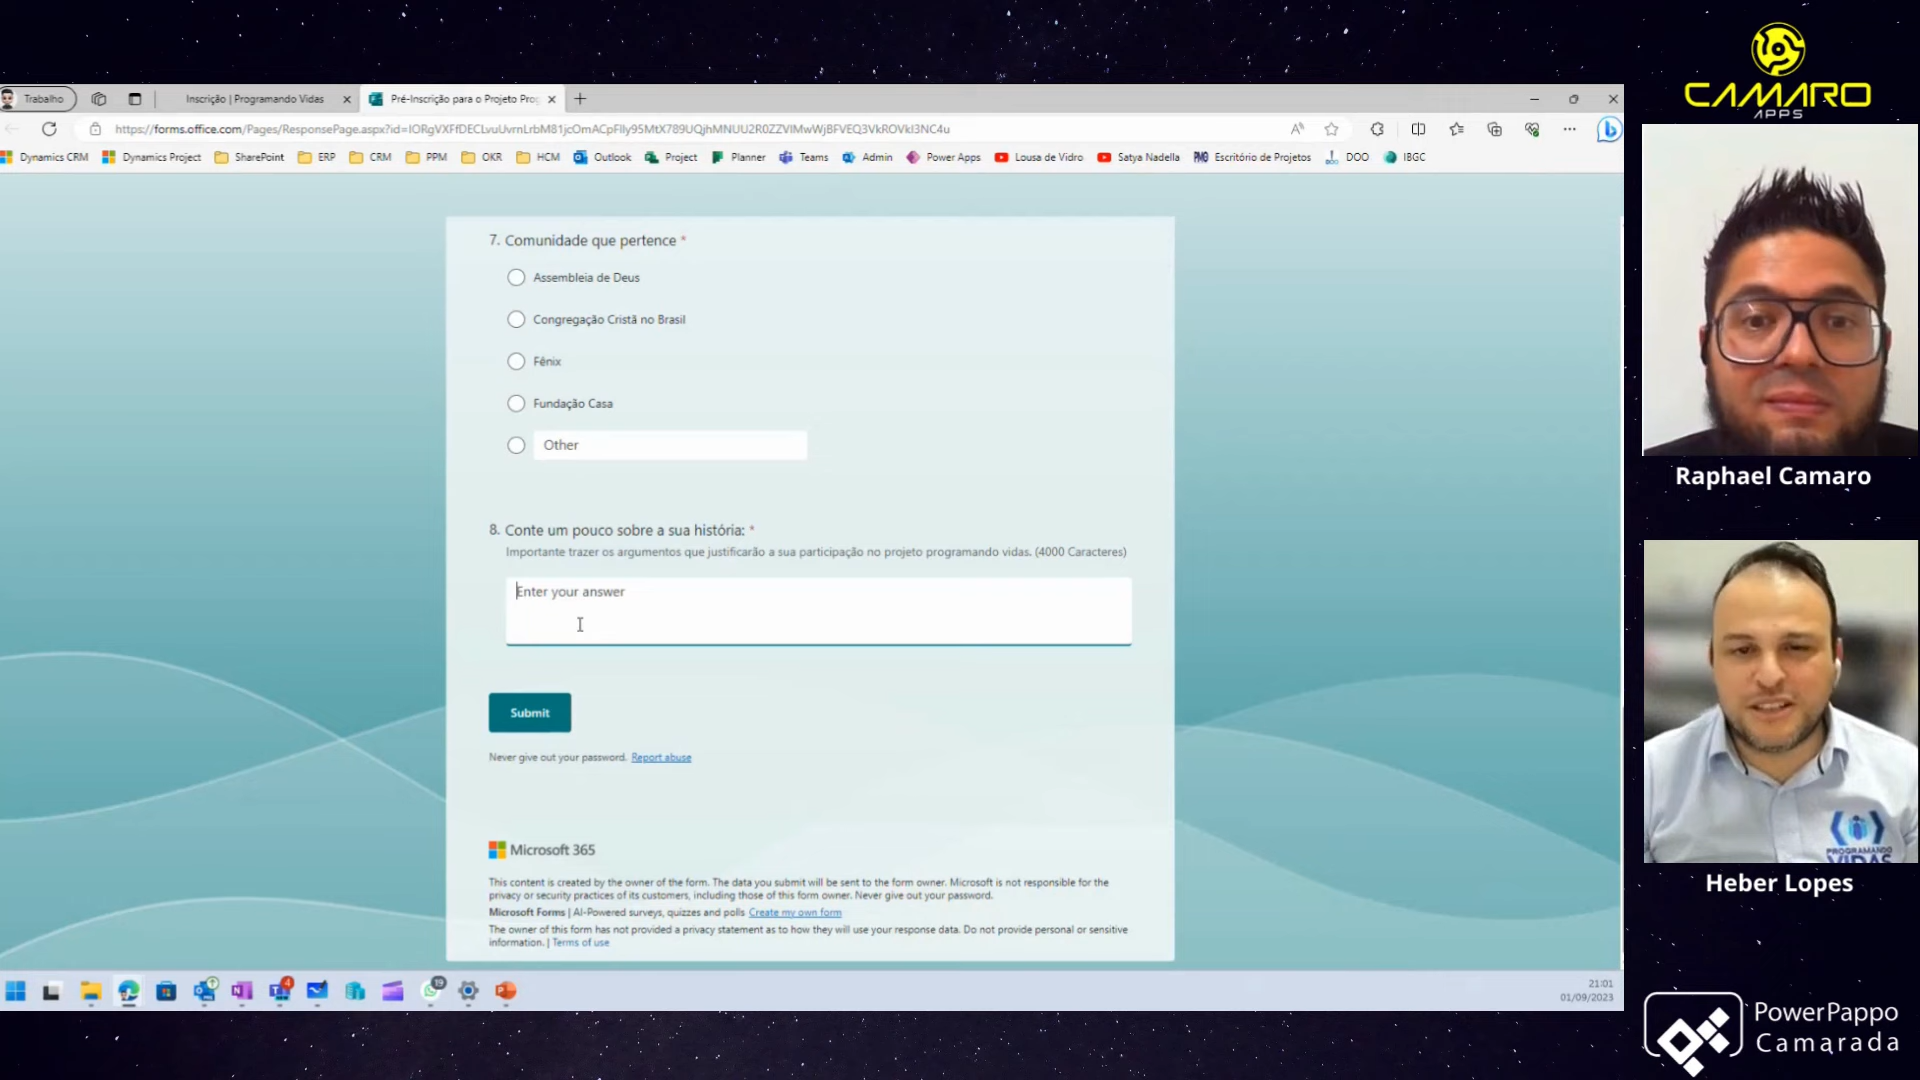 CAMARO
APPS
Trabalho
Inscrição | Programando Vidas
Pré-Inscrição para o Projeto Prog
https://forms.office.com/Pages/ResponsePage.aspx?id=
Dynamics CRM
Dynamics Project
SharePoint
ERP
CRM
PPM
OKR
HCM
Outlook
Project
Planner
Teams
Admin
Power Apps
Lousa de Vidro
Satya Nadella
Escritório de Projetos
DOO
IBGC
7. Comunidade que pertence *
Assembleia de Deus
Congregação Cristã no Brasil
Fênix
Fundação Casa
Other
8. Conte um pouco sobre a sua história: *
Importante trazer os argumentos que justificarão a sua participação no projeto programando vidas. (4000 Caracteres)
Enter your answer
Submit
Never give out your password. Report abuse
Microsoft 365
This content is created by the owner of the form. The data you submit will be sent to the form owner. Microsoft is not responsible for the
privacy or security practices of its customers, including those of this form owner. Never give out your password.
Microsoft Forms | AI-Powered surveys, quizzes and polls Create my own form
The owner of this form has not provided a privacy statement as to how they will use your response data. Do not provide personal or sensitive
information. | Terms of use
4
19
21:01
01/09/2023
Raphael Camaro
PROGRAMANDO
VIDAS
Heber Lopes
PowerPappo
Camarada